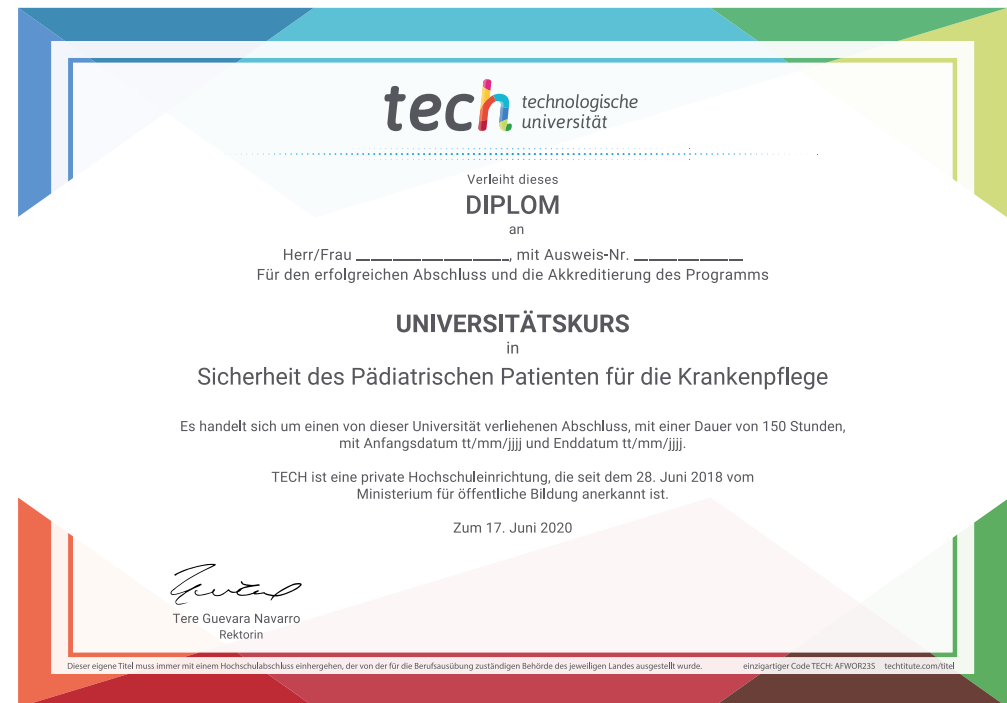 tech technologische
universität
Verleiht dieses
DIPLOM
an
Herr/Frau ____________________, mit Ausweis-Nr. ______________
Für den erfolgreichen Abschluss und die Akkreditierung des Programms
UNIVERSITÄTSKURS
in
Sicherheit des Pädiatrischen Patienten für die Krankenpflege
Es handelt sich um einen von dieser Universität verliehenen Abschluss, mit einer Dauer von 150 Stunden,
mit Anfangsdatum tt/mm/jjjj und Enddatum tt/mm/jjjj.
TECH ist eine private Hochschuleinrichtung, die seit dem 28. Juni 2018 vom
Ministerium für öffentliche Bildung anerkannt ist.
Zum 17. Juni 2020
Tere Guevara Navarro
Rektorin
Dieser eigene Titel muss immer mit einem Hochschulabschluss einhergehen, der von der für die Berufsausübung zuständigen Behörde des jeweiligen Landes ausgestellt wurde. einzigartiger Code TECH: AFWOR23S techtitute.com/titel